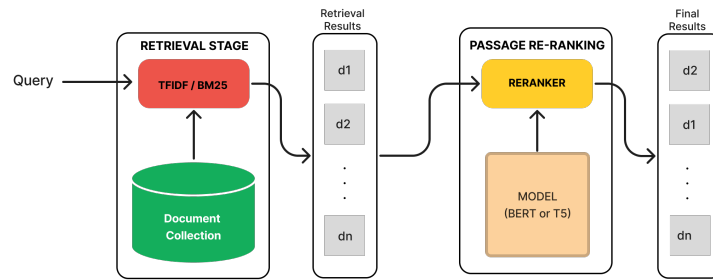 Query
RETRIEVAL STAGE
TFIDF / BM25
Document
Collection
Retrieval
Results
d1
d2
.
.
.
dn
PASSAGE RE-RANKING
RERANKER
MODEL
(BERT or T5)
Final
Results
d2
d1
.
.
.
dn